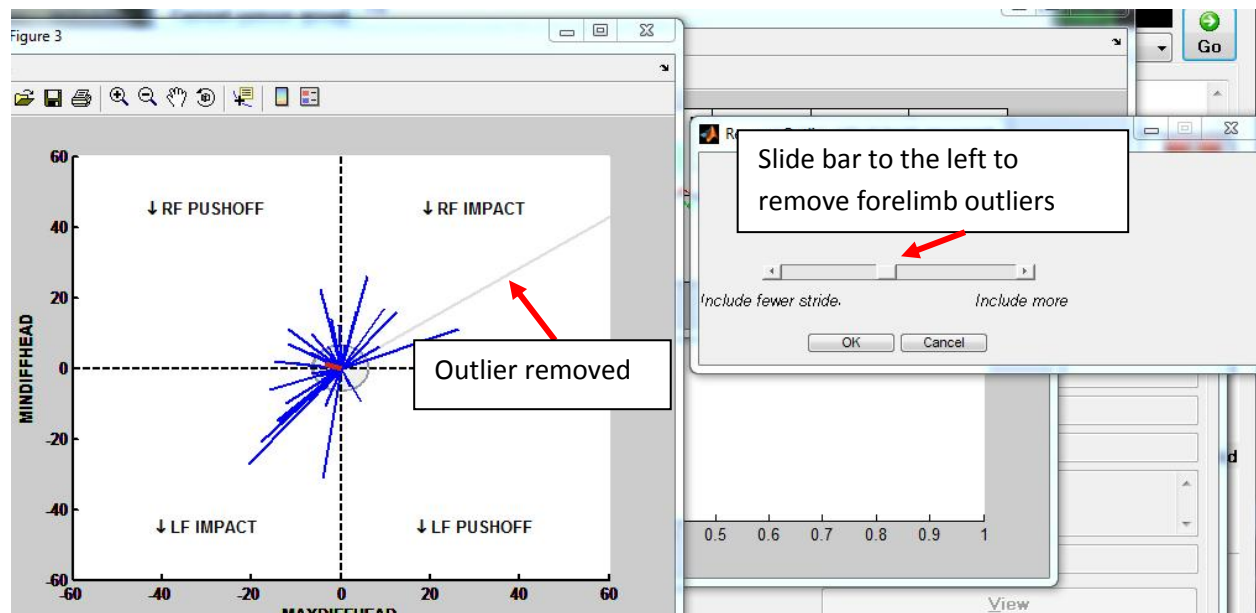 Figure 3
Go
60
40
20
0
-20
-40
-60
MINDIFFHEAD
↓ RF PUSHOFF
↓ RF IMPACT
↓ LF IMPACT
↓ LF PUSHOFF
-60 -40 -20 0 20 40 60
MAXDIFFHEAD
Outlier removed
Slide bar to the left to
remove forelimb outliers
Include fewer stride.
Include more
OK
Cancel
0.5 0.6 0.7 0.8 0.9 1
d
View